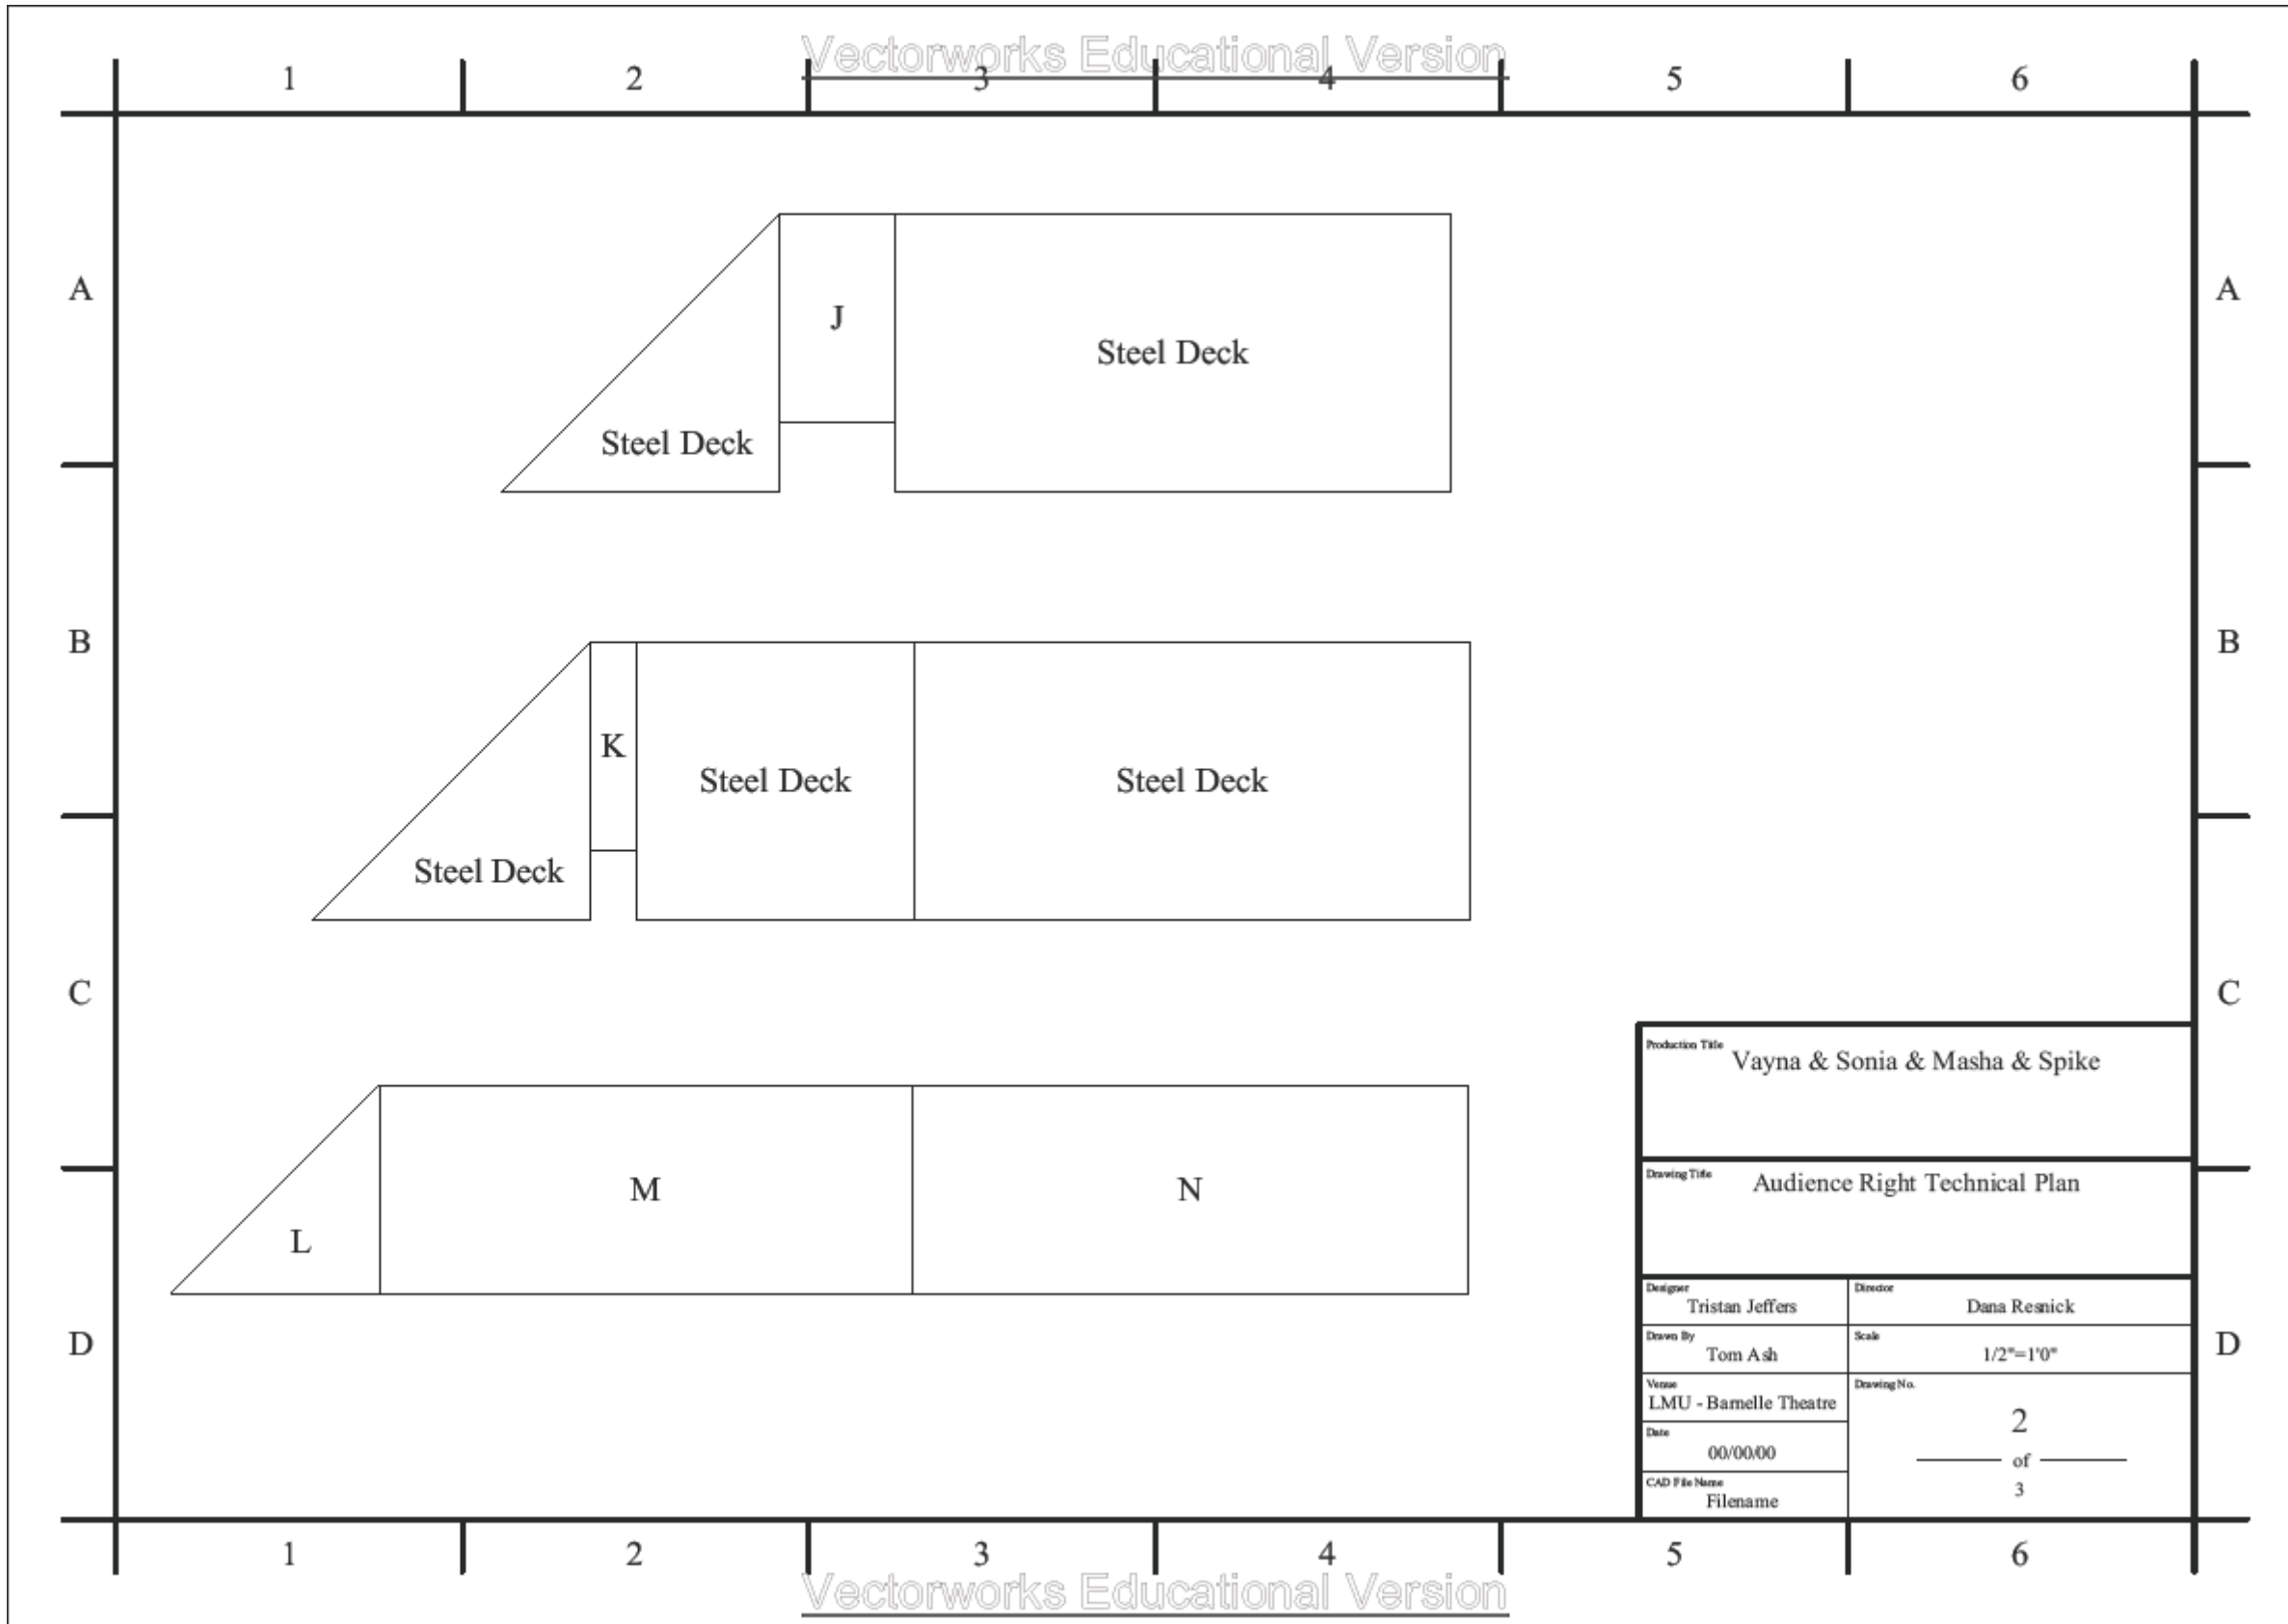 Vectorworks Educational Version
1 2 3 4 5 6
A A
J
Steel Deck
Steel Deck
B B
K
Steel Deck Steel Deck
Steel Deck
C C
Production Title Vayna & Sonia & Masha & Spike
Drawing Title Audience Right Technical Plan
M N
L
Designer Director
Tristan Jeffers Dana Resnick
Drawn By Scale
Tom Ash 1/2"=1'0"
D D
Venue Drawing No.
LMU - Barnelle Theatre
2
Date
00/00/00
of
CAD File Name
3
Filename
1 2 3 4 5 6
Vectorworks Educational Version